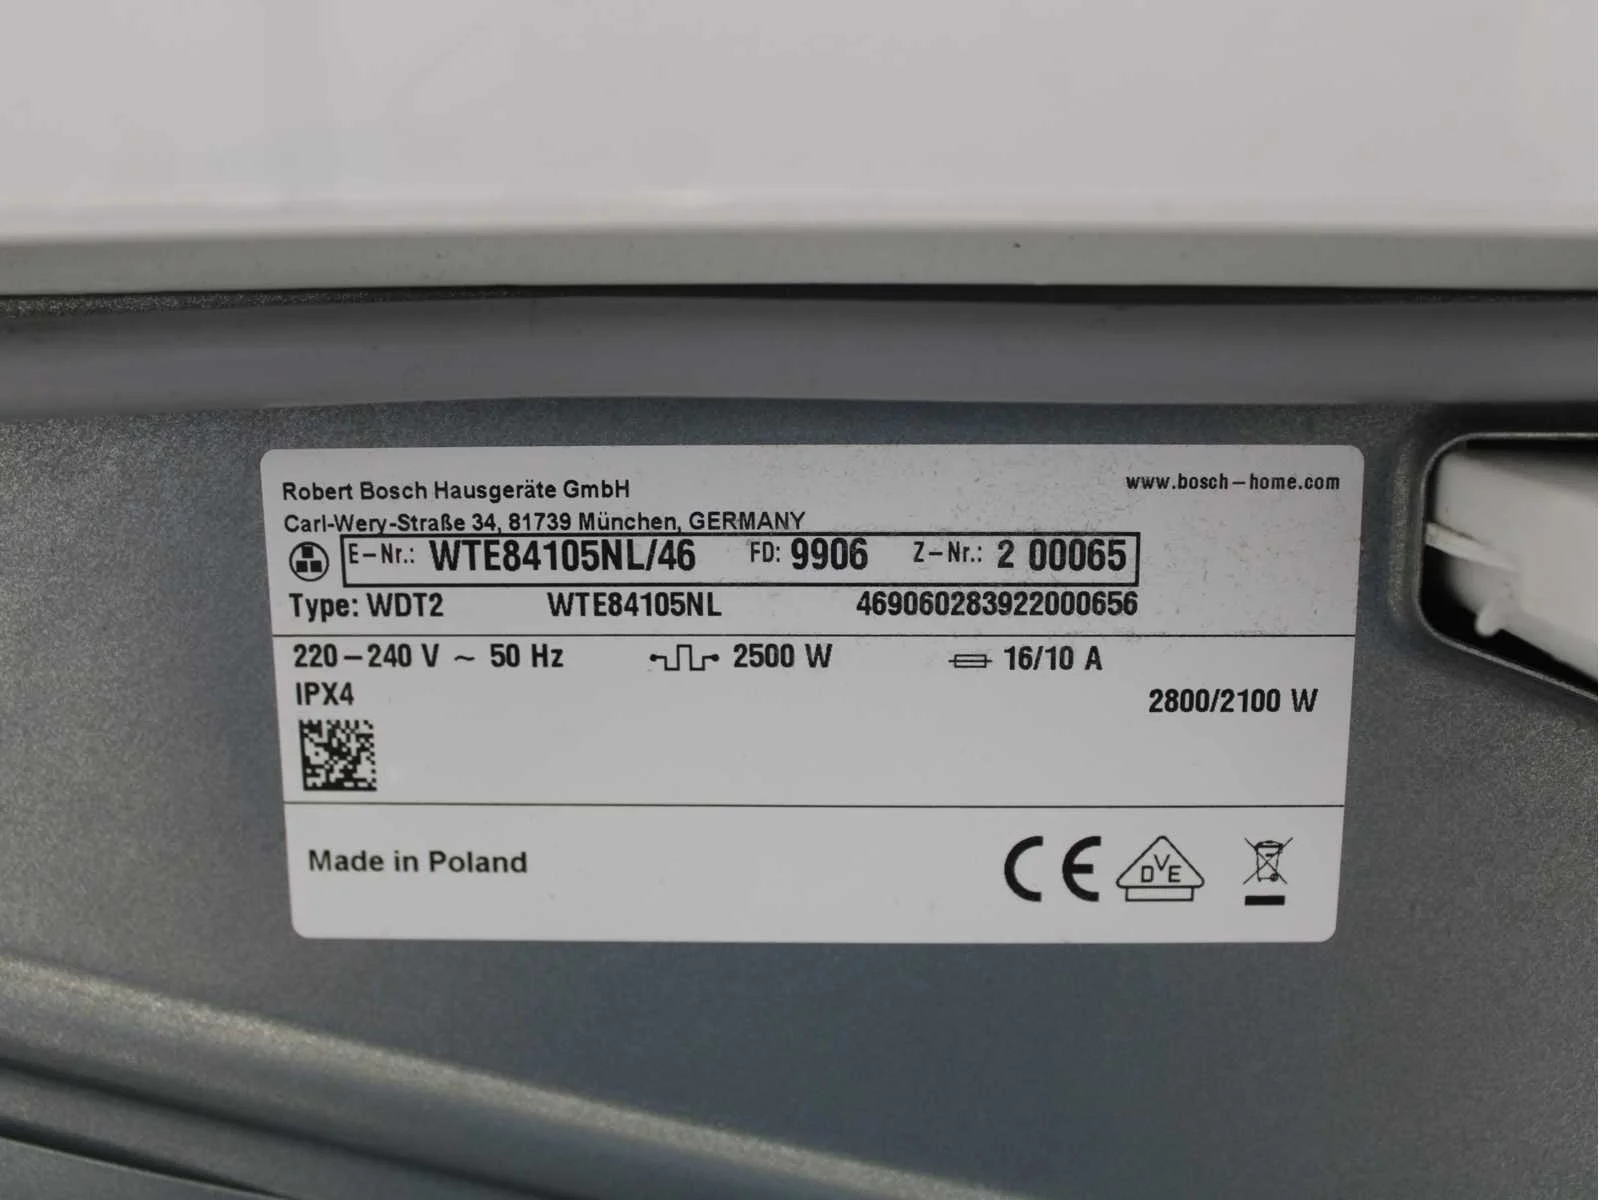 Robert Bosch Hausgeräte GmbH www.bosch-home.com
Carl-Wery-Straße 34, 81739 München, GERMANY
E-Nr.: WTE84105NL/46 FD: 9906 Z-Nr.: 2 00065
Type: WDT2 WTE84105NL 469060283922000656
220-240 V ~ 50 Hz 2500 W 16/10 A
IPX4 2800/2100 W
Made in Poland CE DVE